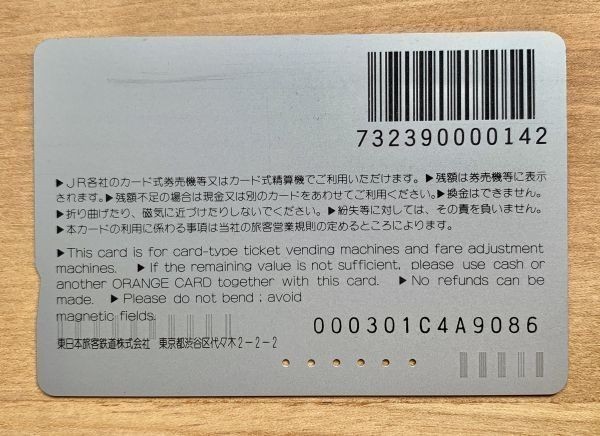 732390000142
▶JR各社のカード式券売機等又はカード式精算機でご利用いただけます。▶残額は券売機等に表示
されます。▶残額不足の場合は現金又は別のカードをあわせてご利用ください。▶換金はできません。
▶折り曲げたり、磁気に近づけたりしないでください。▶紛失等に対しては、その責を負いません。
▶本カードの利用に係わる事項は当社の旅客営業規則の定めるところによります。
▶This card is for card-type ticket vending machines and fare adjustment
machines. ▶If the remaining value is not sufficient, please use cash or
another ORANGE CARD together with this card. ▶No refunds can be
made. ▶Please do not bend ; avoid
magnetic fields.
000301C4A9086
東日本旅客鉄道株式会社 東京都渋谷区代々木2-2-2